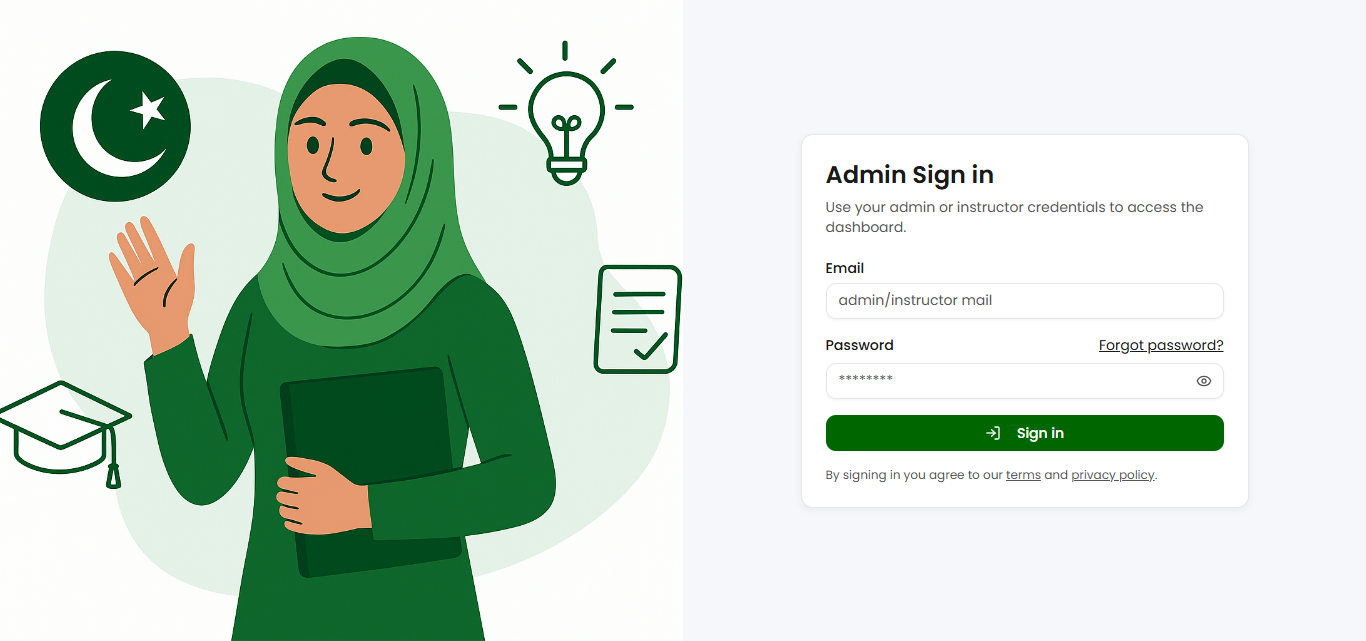 Admin Sign in
Use your admin or instructor credentials to access the
dashboard.
Email
admin/instructor mail
Password Forgot password?
********
Sign in
By signing in you agree to our terms and privacy policy.